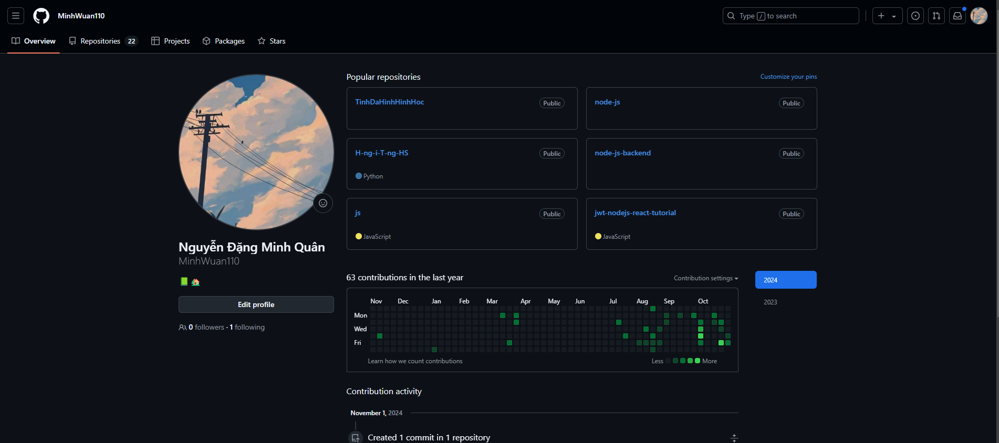 MinhWuan110
Type / to search
Overview
Repositories 22
Projects
Packages
Stars
Popular repositories
Customize your pins
TinhDaHinhHinhHoc
Public
node-js
Public
H-ng-i-T-ng-HS
Public
Python
node-js-backend
Public
js
Public
JavaScript
jwt-nodejs-react-tutorial
Public
JavaScript
Nguyễn Đặng Minh Quân
MinhWuan110
Edit profile
0 followers · 1 following
63 contributions in the last year
Contribution settings
2024
2023
Nov Dec Jan Feb Mar Apr May Jun Jul Aug Sep Oct
Mon
Wed
Fri
Learn how we count contributions
Less More
Contribution activity
November 1, 2024
Created 1 commit in 1 repository